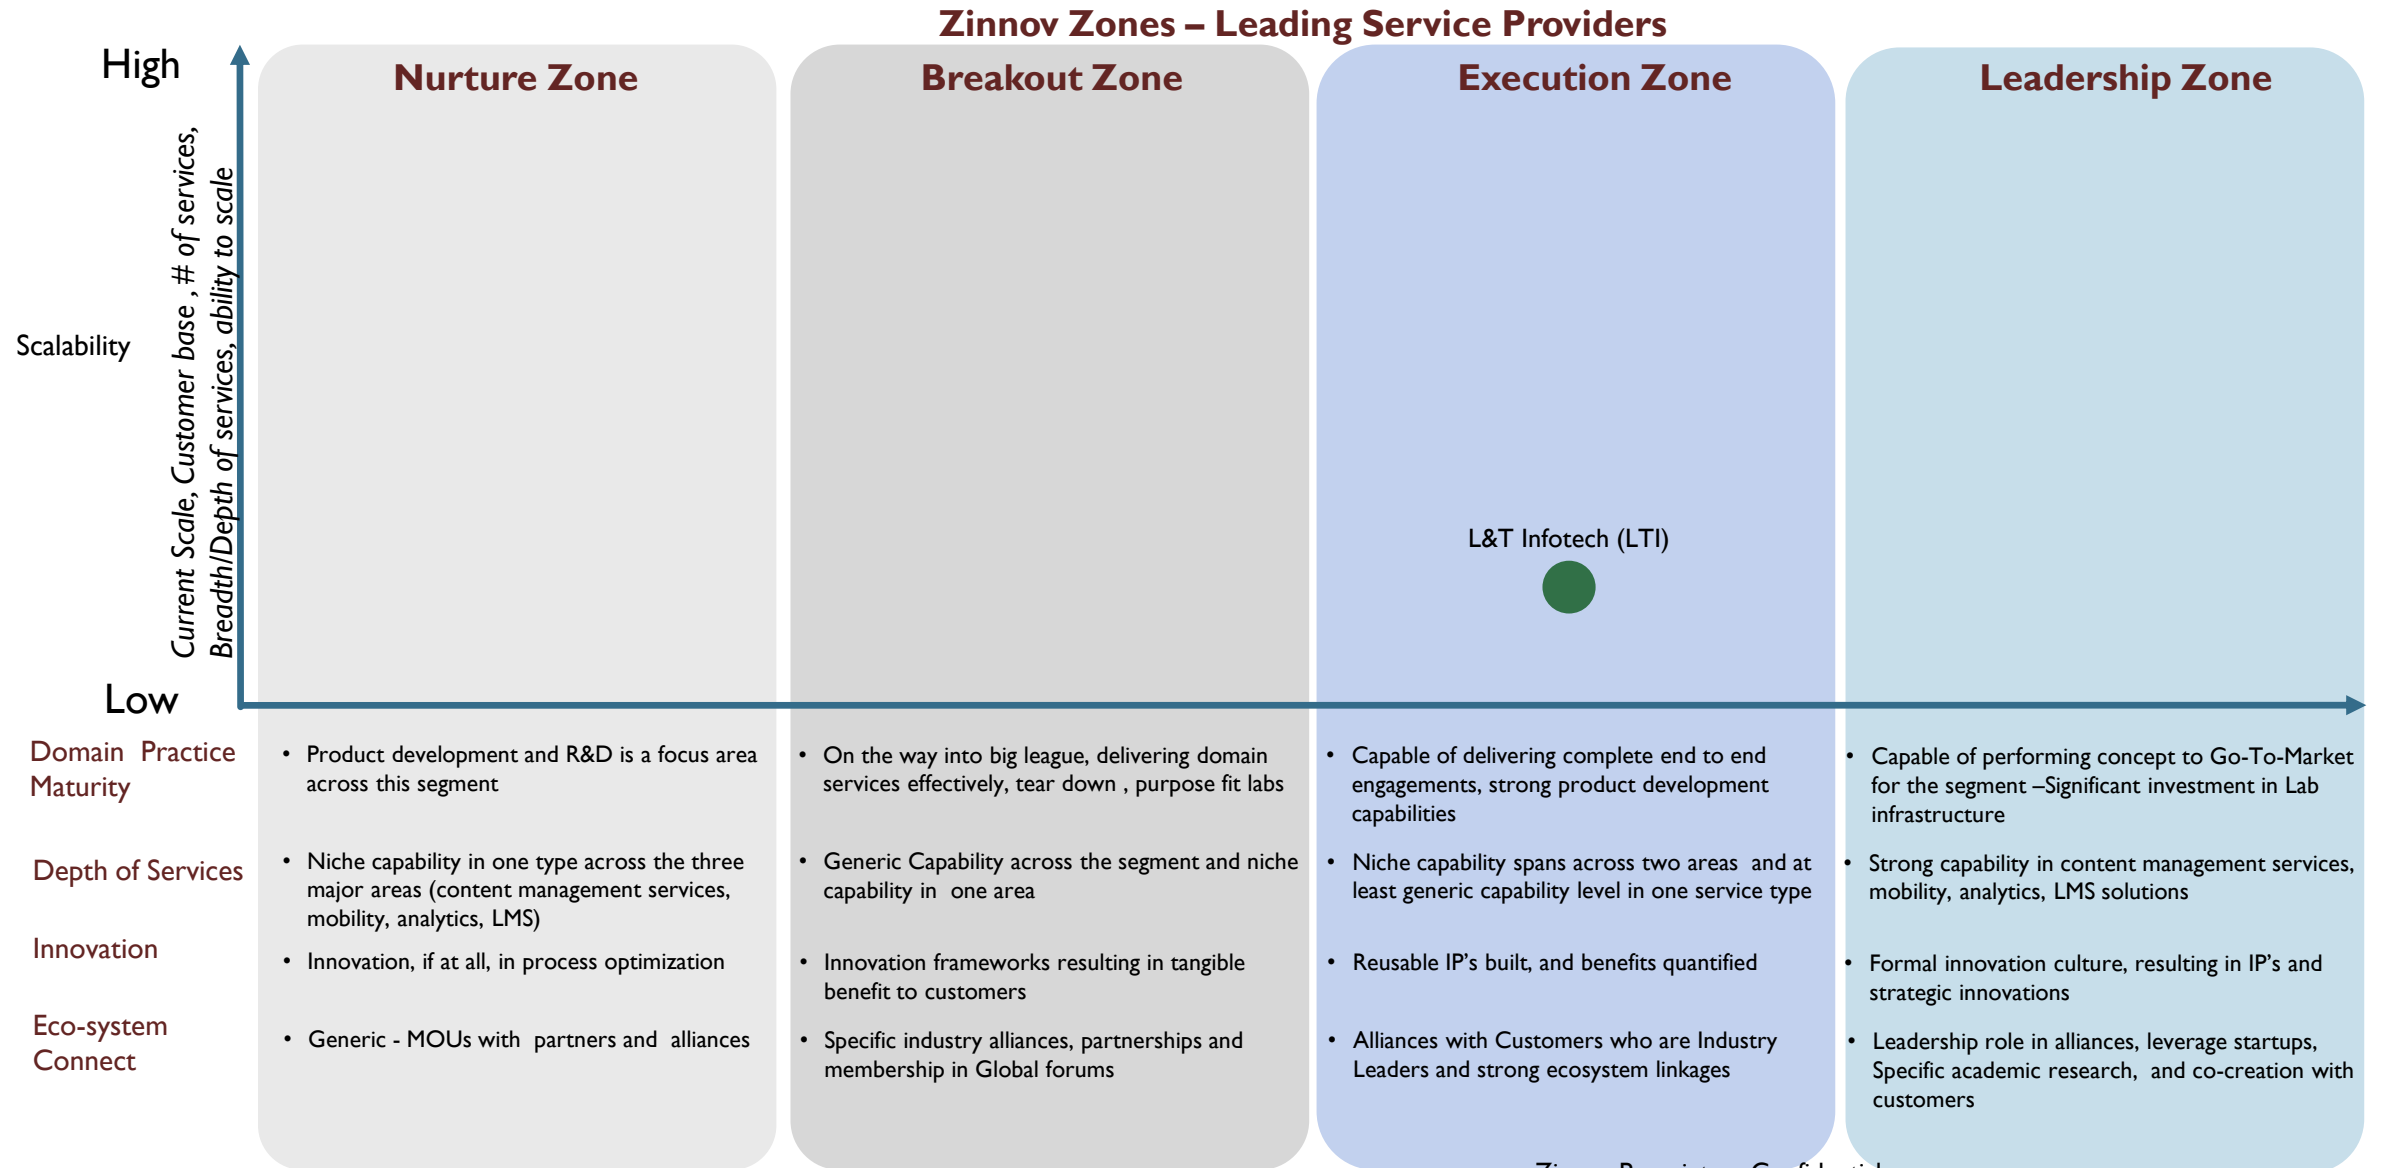 Zinnov Zones – Leading Service Providers
High
Nurture Zone
Breakout Zone
Execution Zone
Leadership Zone
Current Scale, Customer base , # of services,
Breadth/Depth of services, ability to scale
Scalability
L&T Infotech (LTI)
Low
Domain Practice
Maturity
• Product development and R&D is a focus area
across this segment
• On the way into big league, delivering domain
services effectively, tear down , purpose fit labs
• Capable of delivering complete end to end
engagements, strong product development
capabilities
• Capable of performing concept to Go-To-Market
for the segment –Significant investment in Lab
infrastructure
Depth of Services
• Niche capability in one type across the three
major areas (content management services,
mobility, analytics, LMS)
• Generic Capability across the segment and niche
capability in one area
• Niche capability spans across two areas and at
least generic capability level in one service type
• Strong capability in content management services,
mobility, analytics, LMS solutions
Innovation
• Innovation, if at all, in process optimization
• Innovation frameworks resulting in tangible
benefit to customers
• Reusable IP’s built, and benefits quantified
• Formal innovation culture, resulting in IP’s and
strategic innovations
Eco-system
Connect
• Generic - MOUs with partners and alliances
• Specific industry alliances, partnerships and
membership in Global forums
• Alliances with Customers who are Industry
Leaders and strong ecosystem linkages
• Leadership role in alliances, leverage startups,
Specific academic research, and co-creation with
customers